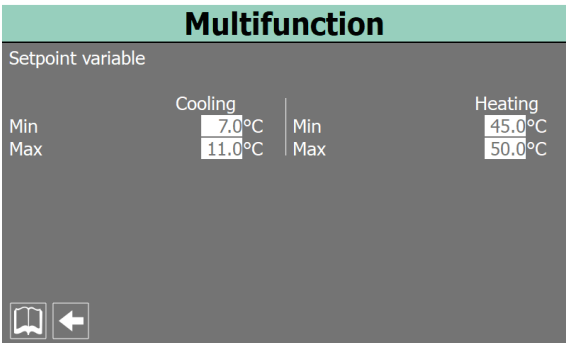 Multifunction
Setpoint variable
Cooling Heating
Min 7.0°C Min 45.0°C
Max 11.0°C Max 50.0°C